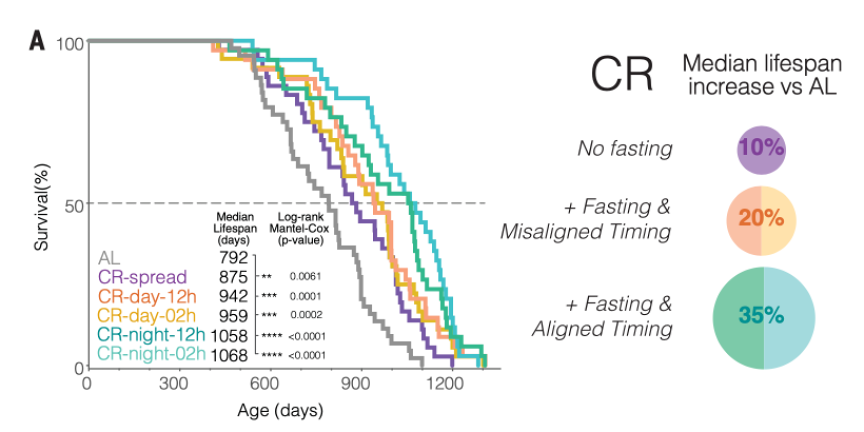 A
100
50
0
Survival(%)
0 300 600 900 1200
Age (days)
Median Lifespan (days)
Log-rank Mantel-Cox (p-value)
AL 792
CR-spread 875 ** 0.0061
CR-day-12h 942 *** 0.0001
CR-day-02h 959 *** 0.0002
CR-night-12h 1058 **** <0.0001
CR-night-02h 1068 **** <0.0001
CR
Median lifespan
increase vs AL
No fasting
10%
+ Fasting &
Misaligned Timing
20%
+ Fasting &
Aligned Timing
35%